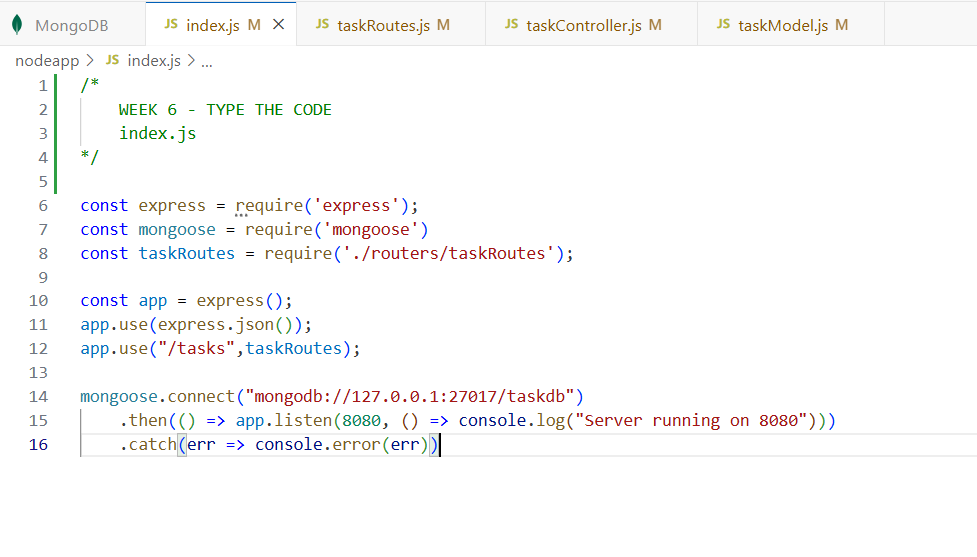 MongoDB JS index.js M × JS taskRoutes.js M JS taskController.js M JS taskModel.js M
nodeapp > JS index.js > ...
1 /*
2 WEEK 6 - TYPE THE CODE
3 index.js
4 */
5
6 const express = require('express');
7 const mongoose = require('mongoose')
8 const taskRoutes = require('./routers/taskRoutes');
9
10 const app = express();
11 app.use(express.json());
12 app.use("/tasks",taskRoutes);
13
14 mongoose.connect("mongodb://127.0.0.1:27017/taskdb")
15 .then(() => app.listen(8080, () => console.log("Server running on 8080")))
16 .catch(err => console.error(err))